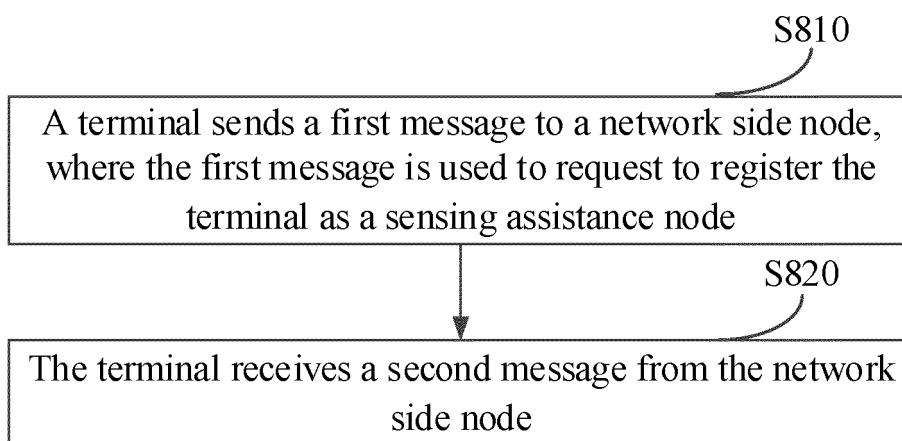 S810
A terminal sends a first message to a network side node,
where the first message is used to request to register the
terminal as a sensing assistance node
S820
The terminal receives a second message from the network
side node